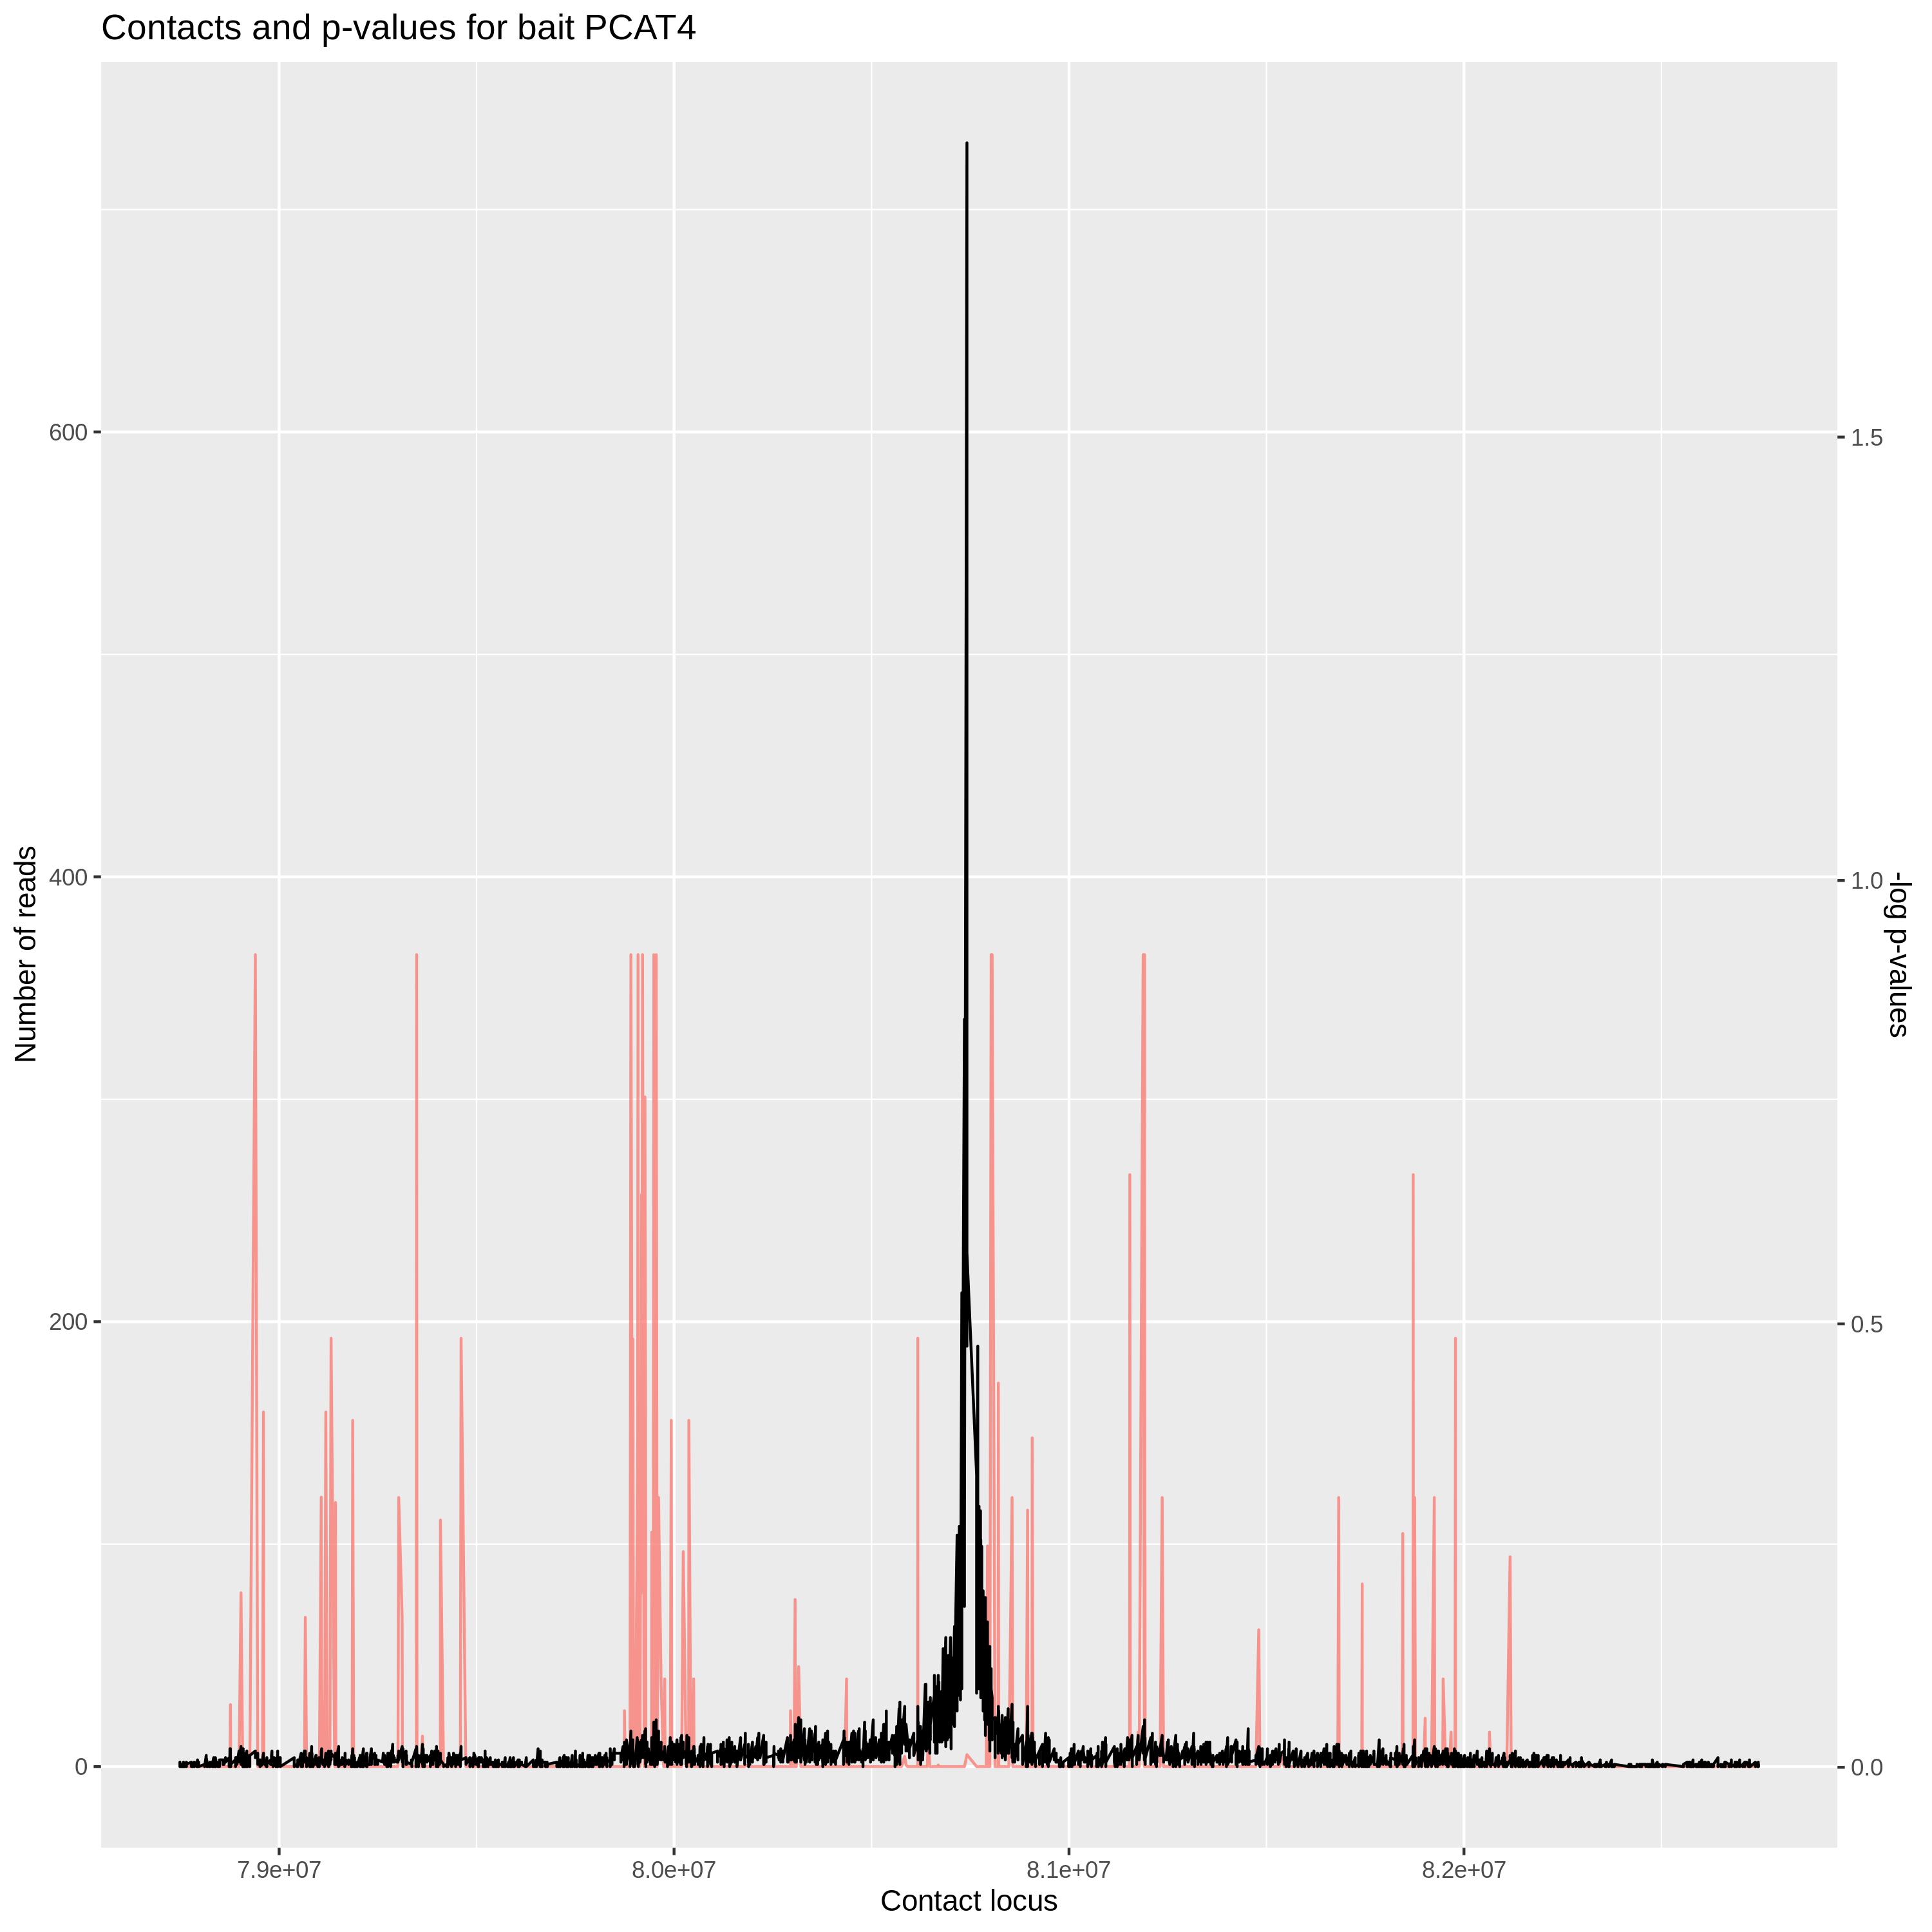 Contacts and p-values for bait PCAT4
600
400
200
0
Number of reads
1.5
1.0
0.5
0.0
-log p-values
7.9e+07
8.0e+07
8.1e+07
8.2e+07
Contact locus